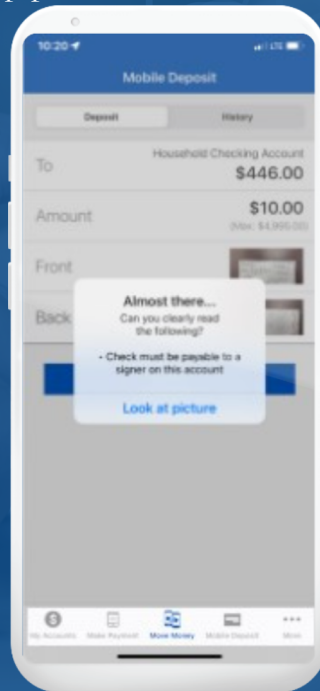 10:20
LTE
Mobile Deposit
Deposit
History
To
Household Checking Account
$446.00
Amount
$10.00
(Max: $4,990.00)
Front
Back
Almost there...
Can you clearly read
the following?
- Check must be payable to a
signer on this account
Look at picture
My Accounts
Make Payment
Move Money
Mobile Deposit
More